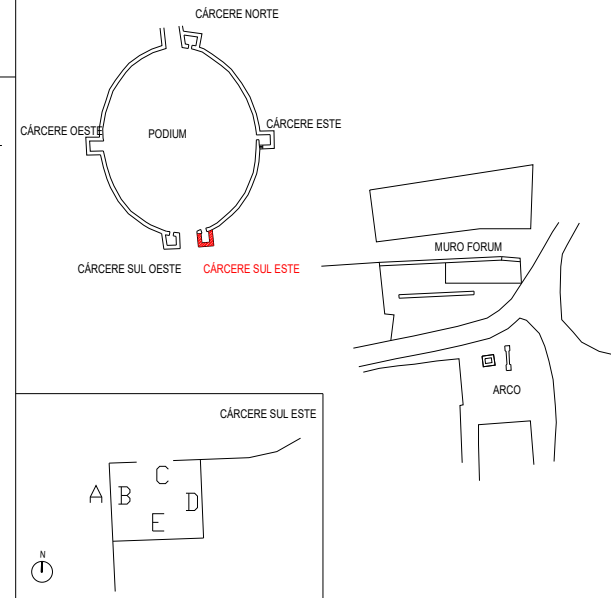 CÁRCERE NORTE
CÁRCERE OESTE
PODIUM
CÁRCERE ESTE
CÁRCERE SUL OESTE
CÁRCERE SUL ESTE
MURO FORUM
ARCO
CÁRCERE SUL ESTE
A
B
C
D
E
N